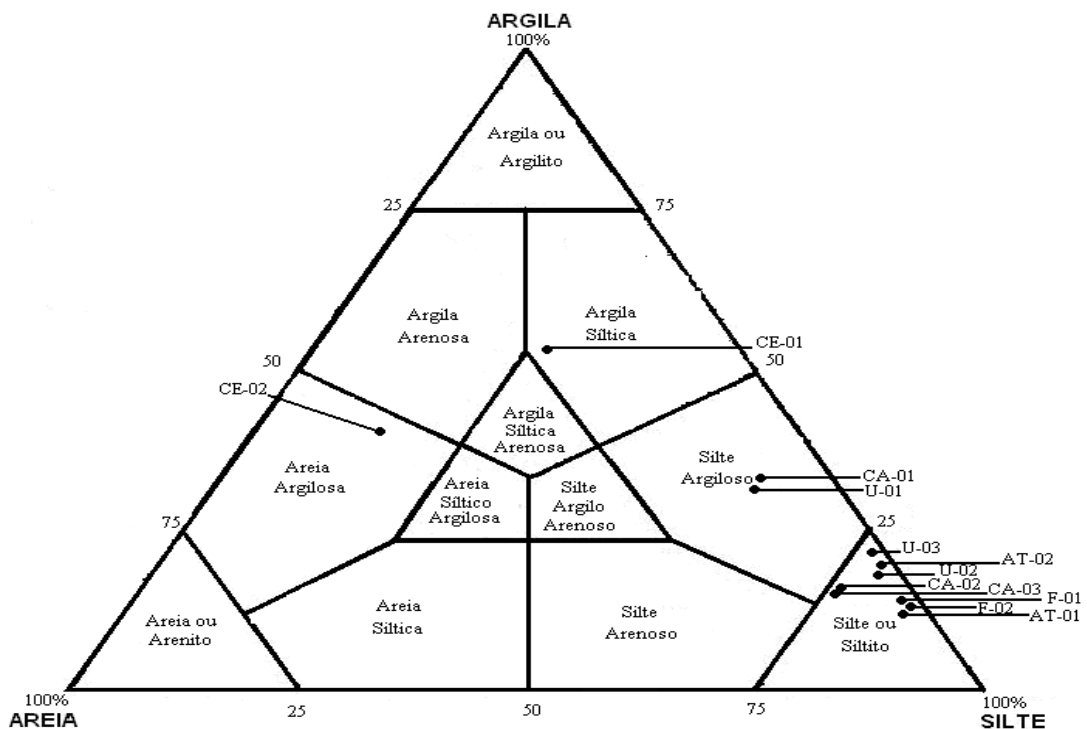 ARGILA
100%
Argila ou
Argilito
25
75
Argila
Arenosa
Argila
Síltica
CE-01
50
50
CE-02
Argila
Síltica
Arenosa
Areia
Argilosa
Silte
Argiloso
CA-01
U-01
Areia
Síltico
Argilosa
Silte
Argilo
Arenoso
75
25
U-03
AT-02
U-02
CA-02
CA-03
F-01
F-02
AT-01
Areia ou
Arenito
Areia
Síltica
Silte
Arenoso
Silte ou
Siltito
100%
AREIA
25
50
75
100%
SILTE